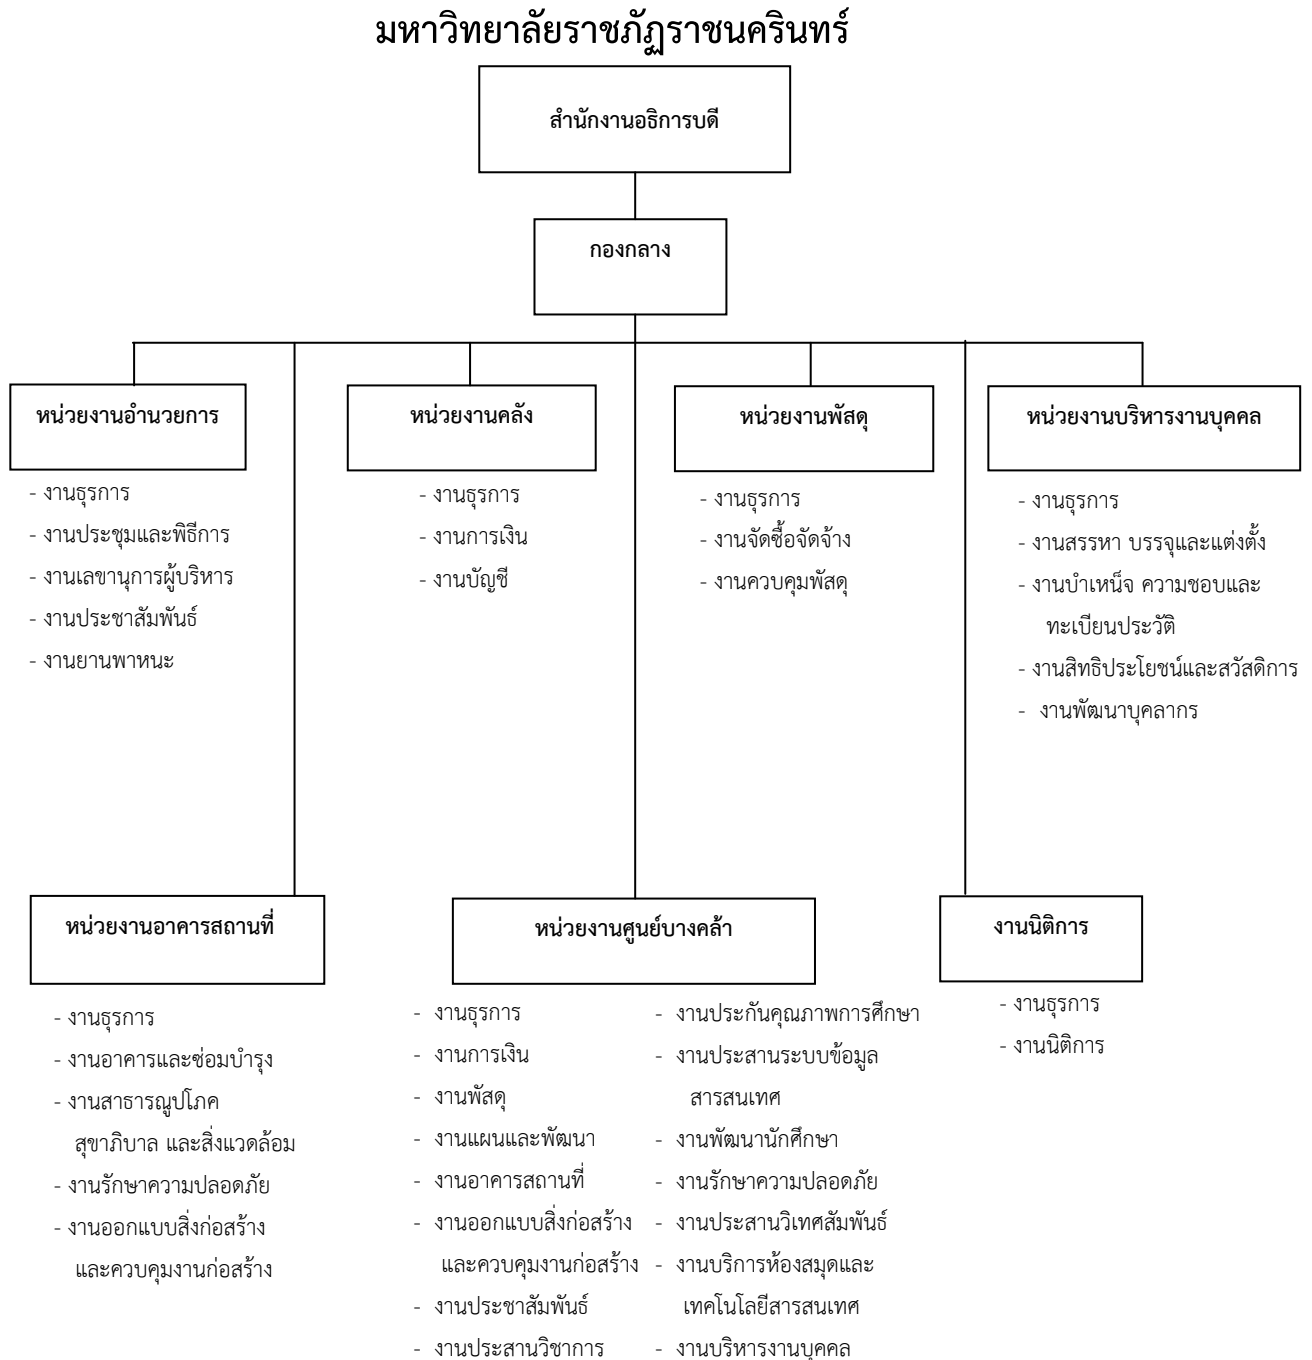 มหาวิทยาลัยราชภัฏราชนครินทร์
สำนักงานอธิการบดี
กองกลาง
หน่วยงานอำนวยการ
- งานธุรการ
- งานประชุมและพิธีการ
- งานเลขานุการผู้บริหาร
- งานประชาสัมพันธ์
- งานยานพาหนะ
หน่วยงานคลัง
- งานธุรการ
- งานการเงิน
- งานบัญชี
หน่วยงานพัสดุ
- งานธุรการ
- งานจัดซื้อจัดจ้าง
- งานควบคุมพัสดุ
หน่วยงานบริหารงานบุคคล
- งานธุรการ
- งานสรรหา บรรจุและแต่งตั้ง
- งานบำเหน็จ ความชอบและ
ทะเบียนประวัติ
- งานสิทธิประโยชน์และสวัสดิการ
- งานพัฒนาบุคลากร
หน่วยงานอาคารสถานที่
- งานธุรการ
- งานอาคารและซ่อมบำรุง
- งานสาธารณูปโภค
สุขาภิบาล และสิ่งแวดล้อม
- งานรักษาความปลอดภัย
- งานออกแบบสิ่งก่อสร้าง
และควบคุมงานก่อสร้าง
หน่วยงานศูนย์บางคล้า
- งานธุรการ
- งานการเงิน
- งานพัสดุ
- งานแผนและพัฒนา
- งานอาคารสถานที่
- งานออกแบบสิ่งก่อสร้าง
และควบคุมงานก่อสร้าง
- งานประชาสัมพันธ์
- งานประสานวิชาการ
- งานประกันคุณภาพการศึกษา
- งานประสานระบบข้อมูล
สารสนเทศ
- งานพัฒนานักศึกษา
- งานรักษาความปลอดภัย
- งานประสานวิเทศสัมพันธ์
- งานบริการห้องสมุดและ
เทคโนโลยีสารสนเทศ
- งานบริหารงานบุคคล
งานนิติการ
- งานธุรการ
- งานนิติการ